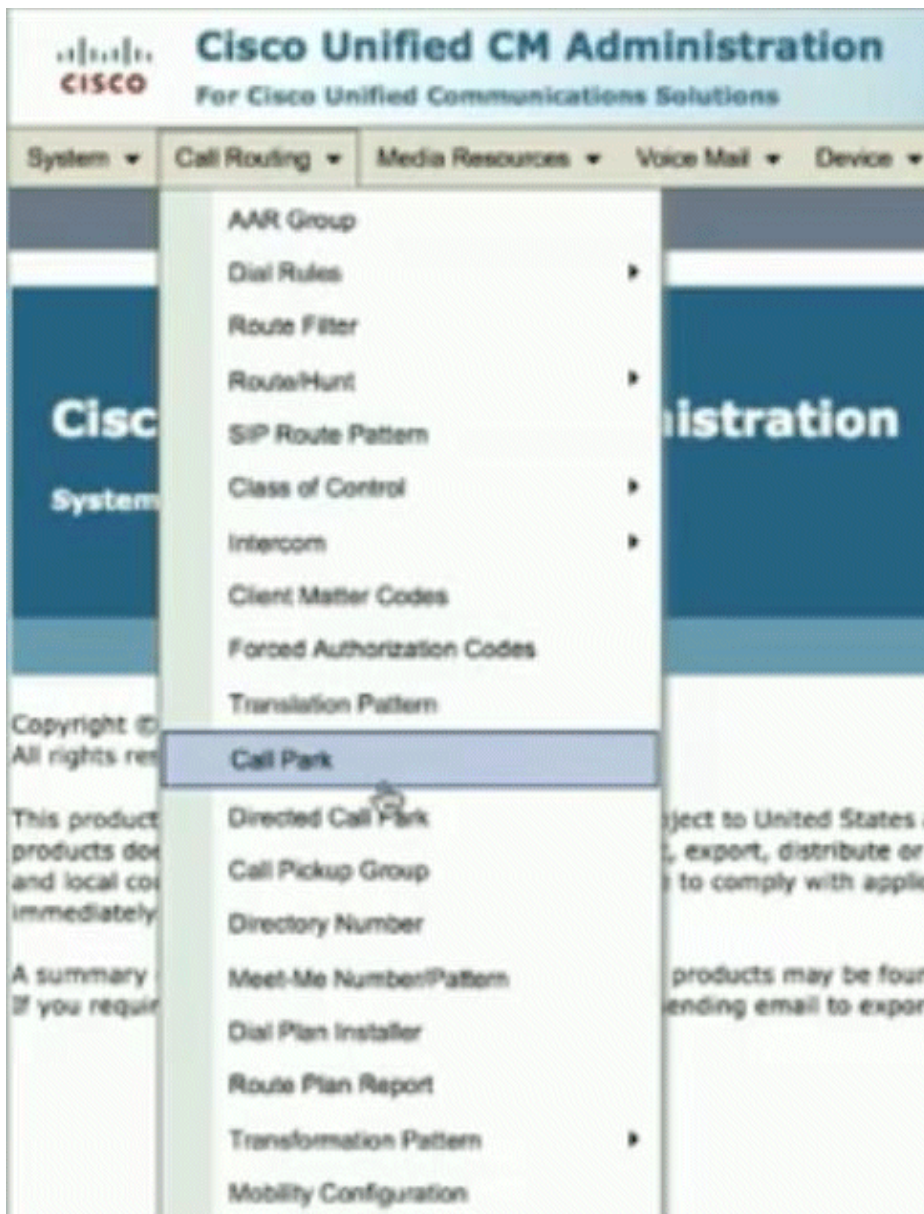 CISCO
Cisco Unified CM Administration
For Cisco Unified Communications Solutions
System
Call Routing
Media Resources
Voice Mail
Device
AAR Group
Dial Rules
Route Filter
Route/Hunt
SIP Route Pattern
Class of Control
Intercom
Client Matter Codes
Forced Authorization Codes
Translation Pattern
Call Park
Directed Call Park
Call Pickup Group
Directory Number
Meet-Me Number/Pattern
Dial Plan Installer
Route Plan Report
Transformation Pattern
Mobility Configuration
Cisc istration
System
Copyright ©
All rights res
This product ject to United States
products doe , export, distribute or
and local cou to comply with applic
immediately
A summary products may be foun
If you requir ending email to expor